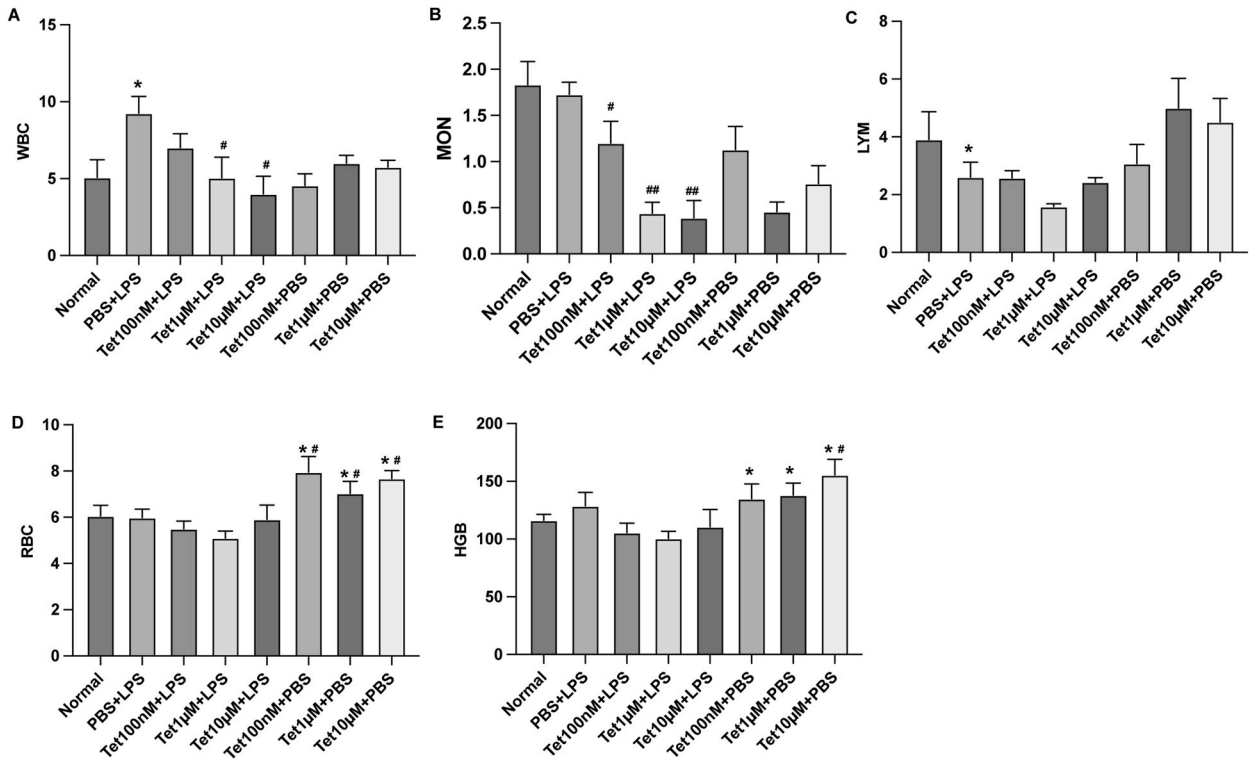 A
WBC
15
10
5
0
*
#
#
Normal
PBS+LPS
Tet100nM+LPS
Tet1μM+LPS
Tet10μM+LPS
Tet100nM+PBS
Tet1μM+PBS
Tet10μM+PBS
B
MON
2.5
2.0
1.5
1.0
0.5
0.0
#
##
##
Normal
PBS+LPS
Tet100nM+LPS
Tet1μM+LPS
Tet10μM+LPS
Tet100nM+PBS
Tet1μM+PBS
Tet10μM+PBS
C
LYM
8
6
4
2
0
*
Normal
PBS+LPS
Tet100nM+LPS
Tet1μM+LPS
Tet10μM+LPS
Tet100nM+PBS
Tet1μM+PBS
Tet10μM+PBS
D
RBC
10
8
6
4
2
0
* #
* #
* #
Normal
PBS+LPS
Tet100nM+LPS
Tet1μM+LPS
Tet10μM+LPS
Tet100nM+PBS
Tet1μM+PBS
Tet10μM+PBS
E
HGB
200
150
100
50
0
*
*
* #
Normal
PBS+LPS
Tet100nM+LPS
Tet1μM+LPS
Tet10μM+LPS
Tet100nM+PBS
Tet1μM+PBS
Tet10μM+PBS